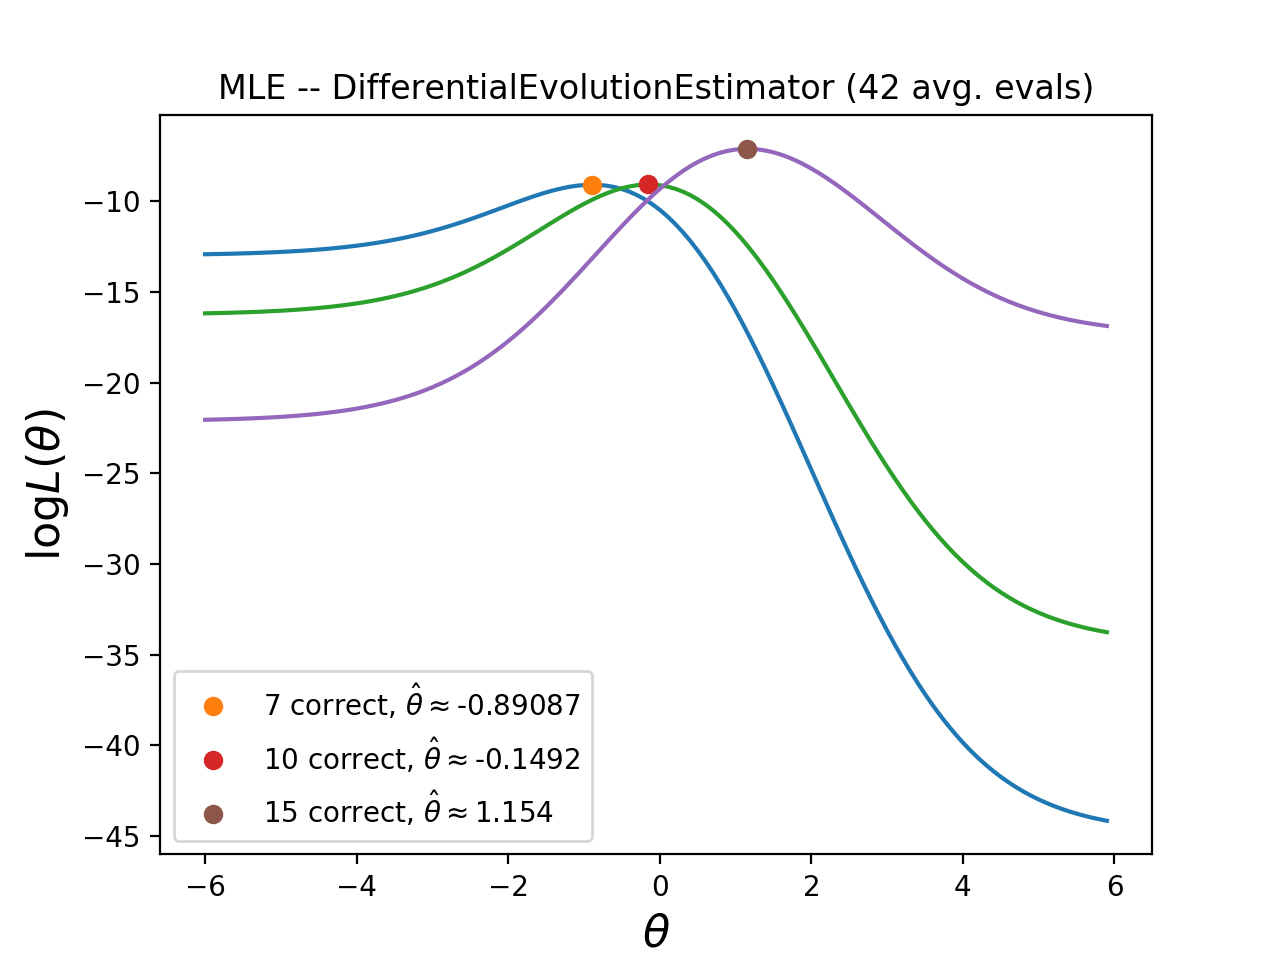 MLE -- DifferentialEvolutionEstimator (42 avg. evals)
logL(θ)
−10
−15
−20
−25
−30
−35
−40
−45
7 correct, θ̂ ≈ -0.89087
10 correct, θ̂ ≈ -0.1492
15 correct, θ̂ ≈ 1.154
−6 −4 −2 0 2 4 6
θ